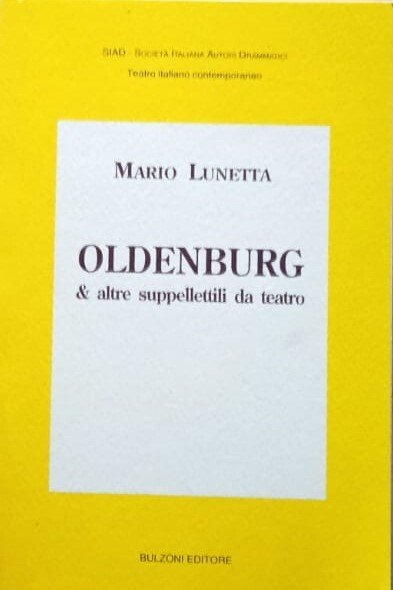 SIAD - SOCIETÀ ITALIANA AUTORI DRAMMATICI
Teatro italiano contemporaneo
MARIO LUNETTA
OLDENBURG
& altre suppellettili da teatro
BULZONI EDITORE